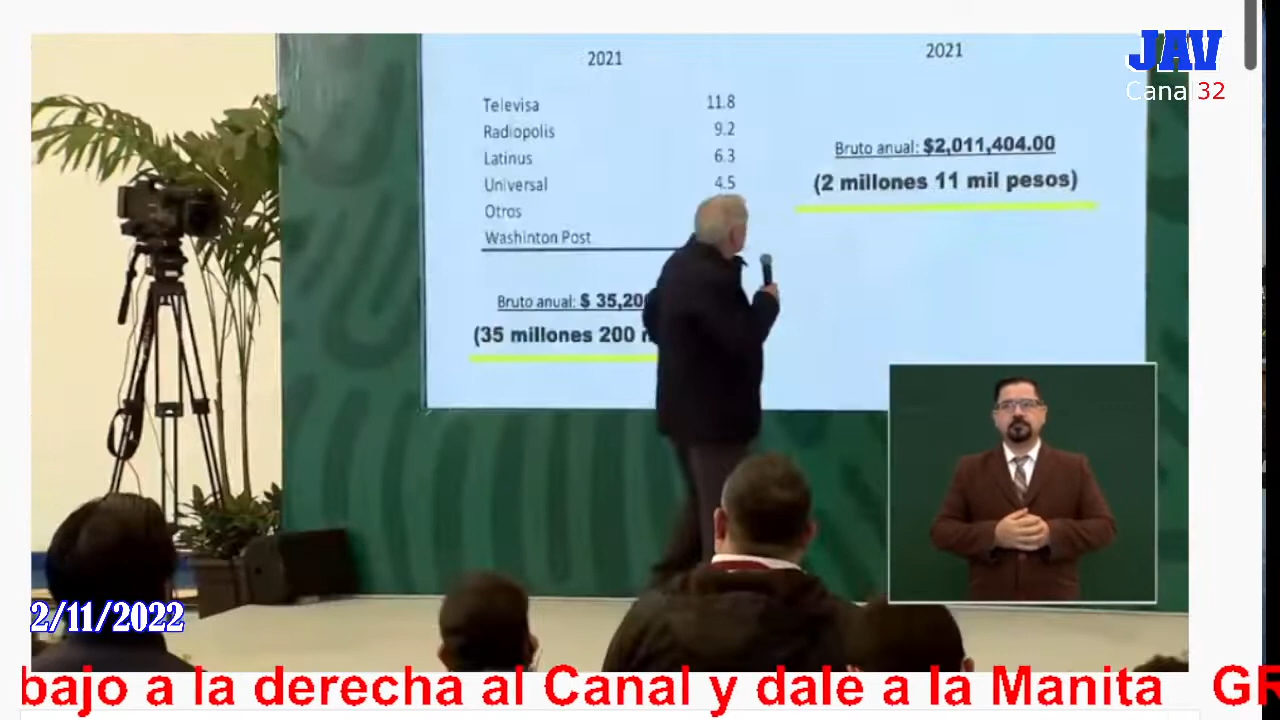 JAV
Canal 32
2021
Televisa 11.8
Radiopolis 9.2
Latinus 6.3
Universal 4.5
Otros
Washinton Post
Bruto anual: $ 35,20
(35 millones 200
2021
Bruto anual: $2,011,404.00
(2 millones 11 mil pesos)
2/11/2022
bajo a la derecha al Canal y dale a la Manita GR